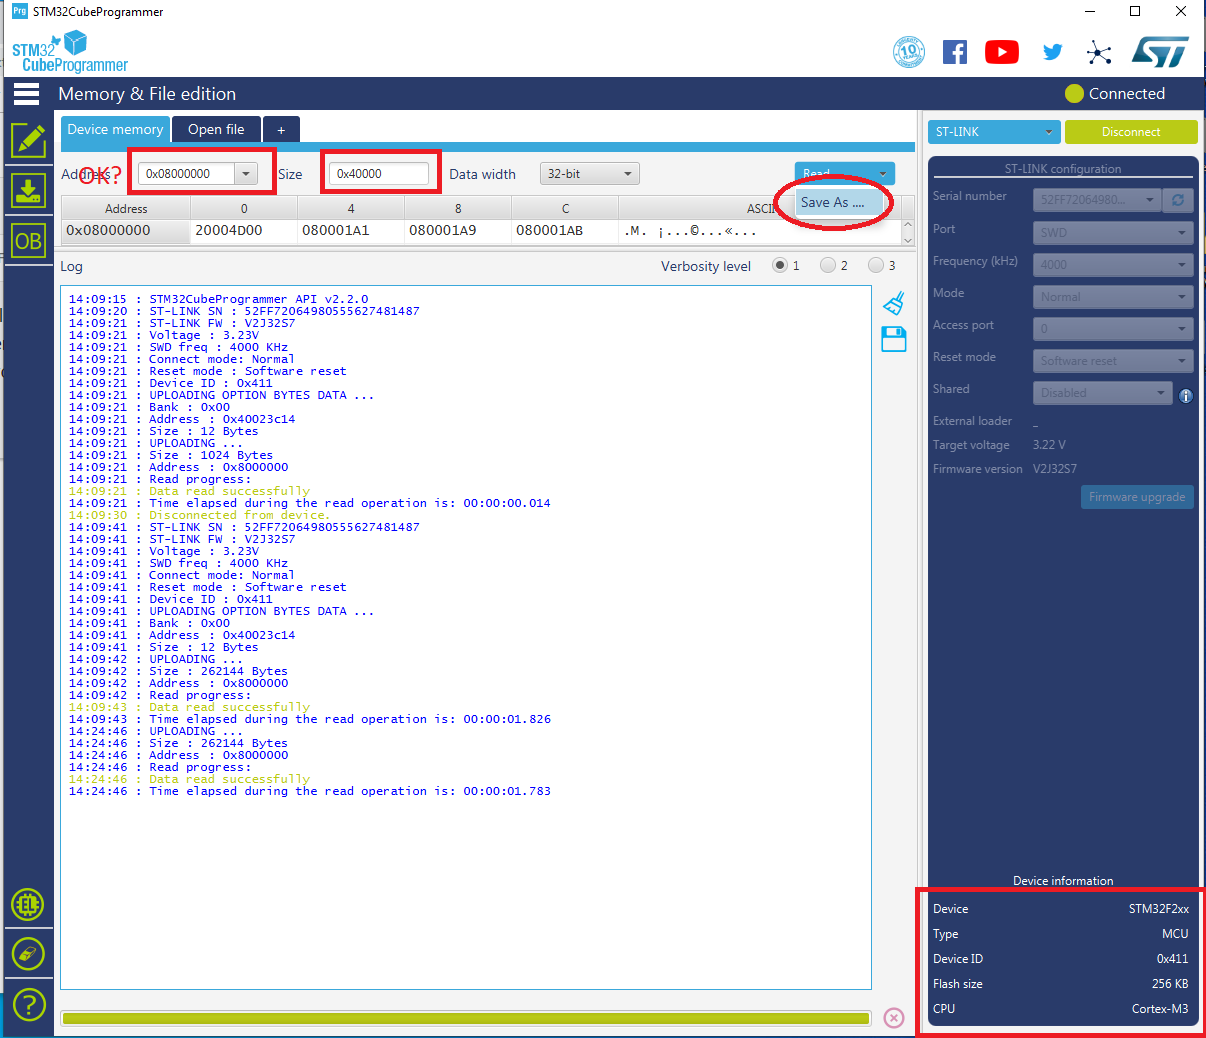 Prg STM32CubeProgrammer
STM32
CubeProgrammer
10
ST
Memory & File edition
Connected
Device memory
Open file
+
ST-LINK
Disconnect
Address
OK?
0x08000000
Size
0x40000
Data width
32-bit
Read
Save As ....
Address 0 4 8 C ASCII
0x08000000 20004D00 080001A1 080001A9 080001AB .M. ¡...©...«...
Log
Verbosity level 1 2 3
14:09:15 : STM32CubeProgrammer API v2.2.0
14:09:20 : ST-LINK SN : 52FF72064980555627481487
14:09:21 : ST-LINK FW : V2J32S7
14:09:21 : Voltage : 3.23V
14:09:21 : SWD freq : 4000 KHz
14:09:21 : Connect mode: Normal
14:09:21 : Reset mode : Software reset
14:09:21 : Device ID : 0x411
14:09:21 : UPLOADING OPTION BYTES DATA ...
14:09:21 : Bank : 0x00
14:09:21 : Address : 0x40023c14
14:09:21 : Size : 12 Bytes
14:09:21 : UPLOADING ...
14:09:21 : Size : 1024 Bytes
14:09:21 : Address : 0x8000000
14:09:21 : Read progress:
14:09:21 : Data read successfully
14:09:21 : Time elapsed during the read operation is: 00:00:00.014
14:09:30 : Disconnected from device.
14:09:41 : ST-LINK SN : 52FF72064980555627481487
14:09:41 : ST-LINK FW : V2J32S7
14:09:41 : Voltage : 3.23V
14:09:41 : SWD freq : 4000 KHz
14:09:41 : Connect mode: Normal
14:09:41 : Reset mode : Software reset
14:09:41 : Device ID : 0x411
14:09:41 : UPLOADING OPTION BYTES DATA ...
14:09:41 : Bank : 0x00
14:09:41 : Address : 0x40023c14
14:09:41 : Size : 12 Bytes
14:09:42 : UPLOADING ...
14:09:42 : Size : 262144 Bytes
14:09:42 : Address : 0x8000000
14:09:42 : Read progress:
14:09:43 : Data read successfully
14:09:43 : Time elapsed during the read operation is: 00:00:01.826
14:24:46 : UPLOADING ...
14:24:46 : Size : 262144 Bytes
14:24:46 : Address : 0x8000000
14:24:46 : Read progress:
14:24:46 : Data read successfully
14:24:46 : Time elapsed during the read operation is: 00:00:01.783
OB
EL
?
ST-LINK configuration
Serial number 52FF72064980...
Port SWD
Frequency (kHz) 4000
Mode Normal
Access port 0
Reset mode Software reset
Shared Disabled
External loader _
Target voltage 3.22 V
Firmware version V2J32S7
Firmware upgrade
Device information
Device STM32F2xx
Type MCU
Device ID 0x411
Flash size 256 KB
CPU Cortex-M3